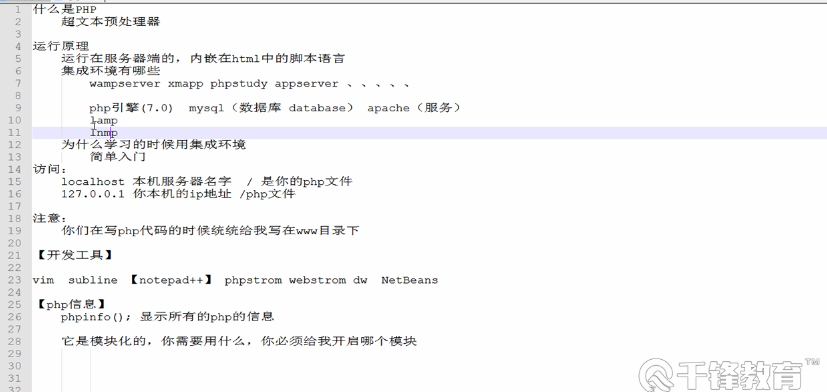 1 什么是PHP
2 超文本预处理器
3
4 运行原理
5 运行在服务器端的，内嵌在html中的脚本语言
6 集成环境有哪些
7 wampserver xmapp phpstudy appserver 、、、、、
8
9 php引擎(7.0) mysql（数据库 database） apache（服务）
10 lamp
11 lnmp
12 为什么学习的时候用集成环境
13 简单入门
14 访问：
15 localhost 本机服务器名字 / 是你的php文件
16 127.0.0.1 你本机的ip地址 /php文件
17
18 注意：
19 你们在写php代码的时候统统给我写在www目录下
20
21 【开发工具】
22
23 vim subline 【notepad++】 phpstrom webstrom dw NetBeans
24
25 【php信息】
26 phpinfo(); 显示所有的php的信息
27
28 它是模块化的，你需要用什么，你必须给我开启哪个模块
29
30
31
32
千锋教育™